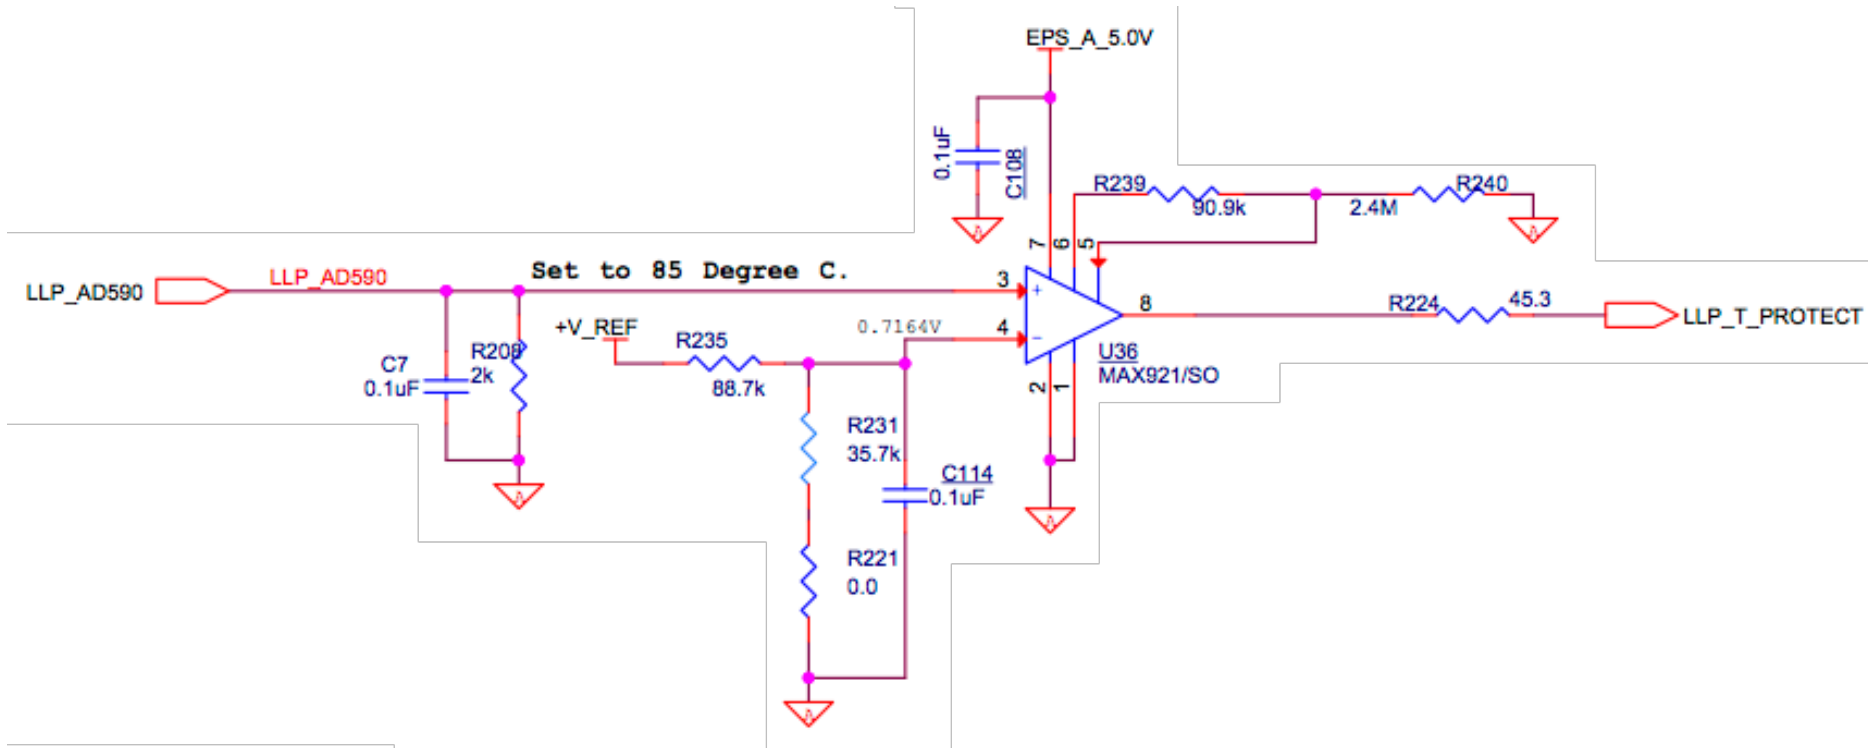 EPS_A_5.0V
0.1uF
C108
R239
90.9k
R240
2.4M
7
6
5
Set to 85 Degree C.
LLP_AD590
LLP_AD590
3
+
4
-
8
R224
45.3
LLP_T_PROTECT
+V_REF
0.7164V
R235
88.7k
U36
MAX921/SO
2
1
C7
0.1uF
R208
2k
R231
35.7k
C114
0.1uF
R221
0.0
A
A
A
A
A